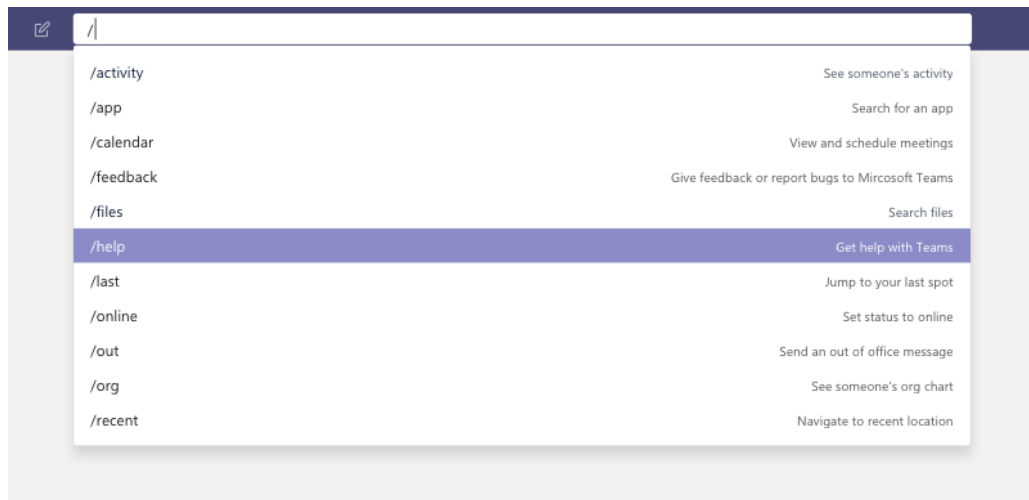 /
/activity See someone's activity
/app Search for an app
/calendar View and schedule meetings
/feedback Give feedback or report bugs to Mircosoft Teams
/files Search files
/help Get help with Teams
/last Jump to your last spot
/online Set status to online
/out Send an out of office message
/org See someone's org chart
/recent Navigate to recent location